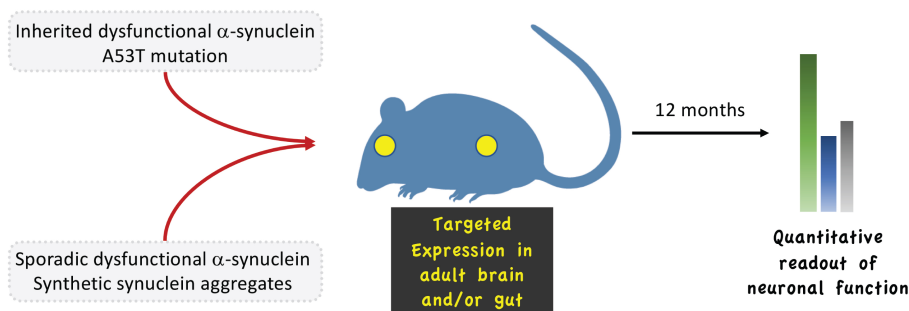 Inherited dysfunctional α-synuclein
A53T mutation
Sporadic dysfunctional α-synuclein
Synthetic synuclein aggregates
Targeted
Expression in
adult brain
and/or gut
12 months
Quantitative
readout of
neuronal function